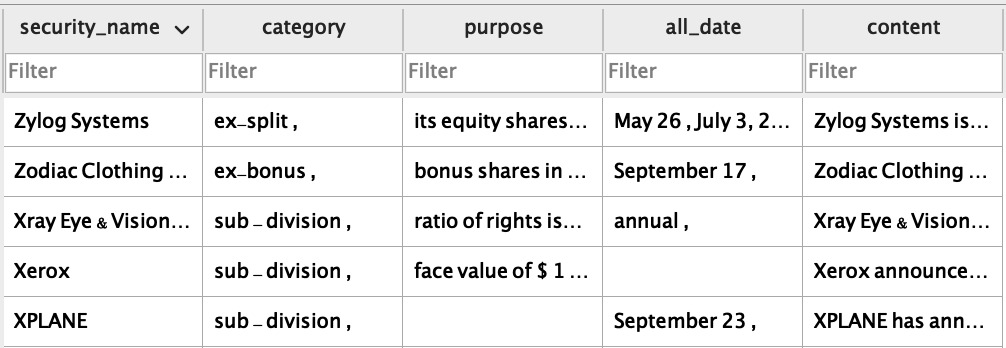 security_name category purpose all_date content
Filter Filter Filter Filter Filter
Zylog Systems ex-split , its equity shares... May 26 , July 3, 2... Zylog Systems is...
Zodiac Clothing ... ex-bonus , bonus shares in ... September 17 , Zodiac Clothing ...
Xray Eye & Vision... sub - division , ratio of rights is... annual , Xray Eye & Vision...
Xerox sub - division , face value of $ 1 ... Xerox announce...
XPLANE sub - division , September 23 , XPLANE has ann...